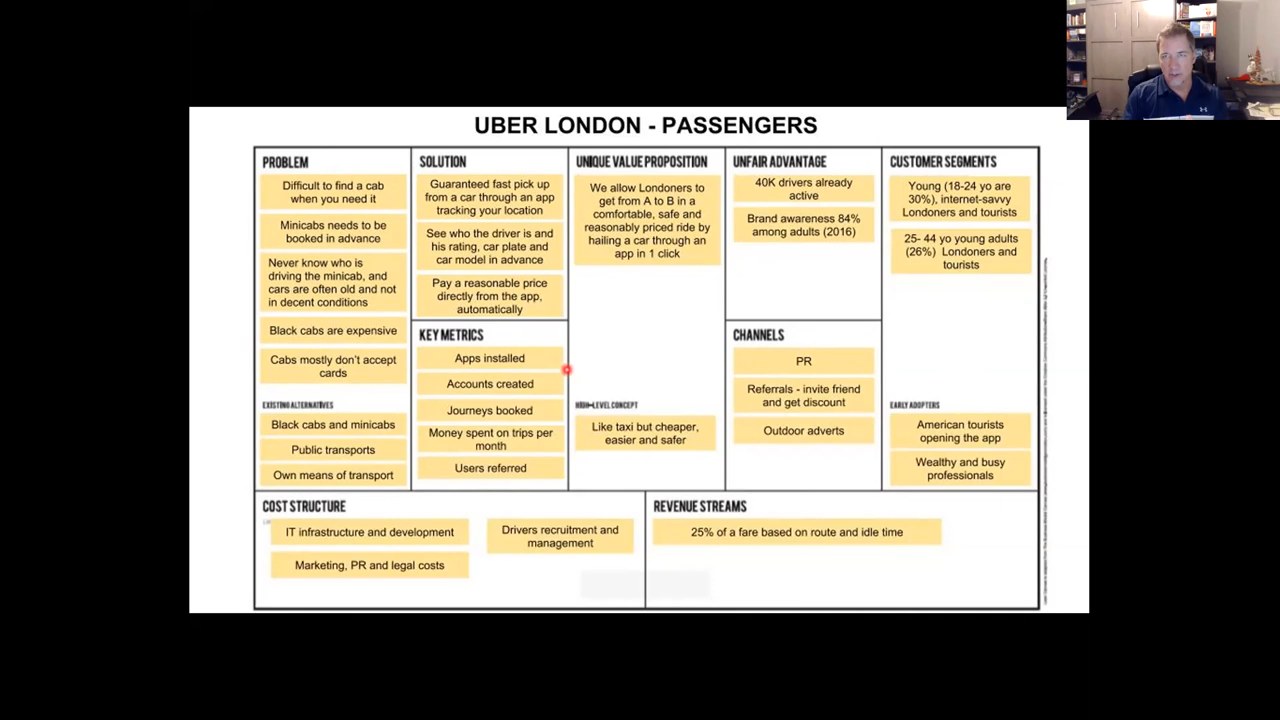 UBER LONDON - PASSENGERS
PROBLEM
Difficult to find a cab
when you need it
Minicabs needs to be
booked in advance
Never know who is
driving the minicab, and
cars are often old and not
in decent conditions
Black cabs are expensive
Cabs mostly don't accept
cards
EXISTING ALTERNATIVES
Black cabs and minicabs
Public transports
Own means of transport
SOLUTION
Guaranteed fast pick up
from a car through an app
tracking your location
See who the driver is and
his rating, car plate and
car model in advance
Pay a reasonable price
directly from the app,
automatically
KEY METRICS
Apps installed
Accounts created
Journeys booked
Money spent on trips per
month
Users referred
UNIQUE VALUE PROPOSITION
We allow Londoners to
get from A to B in a
comfortable, safe and
reasonably priced ride by
hailing a car through an
app in 1 click
HIGH-LEVEL CONCEPT
Like taxi but cheaper,
easier and safer
UNFAIR ADVANTAGE
40K drivers already
active
Brand awareness 84%
among adults (2016)
CHANNELS
PR
Referrals - invite friend
and get discount
Outdoor adverts
CUSTOMER SEGMENTS
Young (18-24 yo are
30%), internet-savvy
Londoners and tourists
25- 44 yo young adults
(26%) Londoners and
tourists
EARLY ADOPTERS
American tourists
opening the app
Wealthy and busy
professionals
COST STRUCTURE
IT infrastructure and development
Marketing, PR and legal costs
Drivers recruitment and
management
REVENUE STREAMS
25% of a fare based on route and idle time